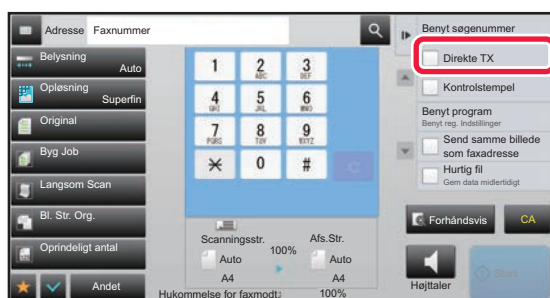 Adresse Faxnummer
Belysning
Auto
Opløsning
Superfin
Original
Byg Job
Langsom Scan
Bl. Str. Org.
Oprindeligt antal
Andet
1 2 3
ABC DEF
4 5 6
GHI JKL MNO
7 8 9
PQRS TUV WXYZ
0 #
C
Scanningsstr. 100% Afs.Str.
Auto Auto
A4 A4
Hukommelse for faxmodt: 100%
Benyt søgenummer
Direkte TX
Kontrolstempel
Benyt program
Benyt reg. Indstillinger
Send samme billede
som faxadresse
Hurtig fil
Gem data midlertidigt
Forhåndsvis CA
Højttaler
Start